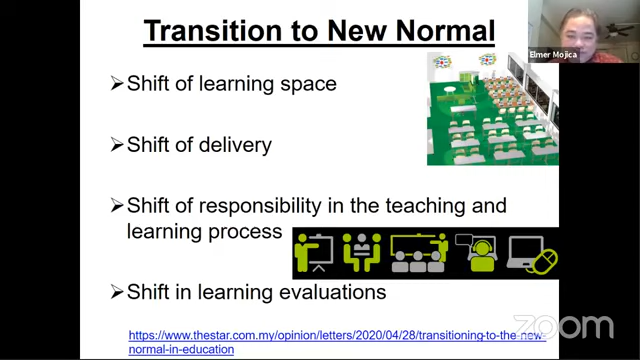 Transition to New Normal
Elmer Mojica
➢Shift of learning space
➢Shift of delivery
➢Shift of responsibility in the teaching and
learning process
➢Shift in learning evaluations
https://www.thestar.com.my/opinion/letters/2020/04/28/transitioning-to-the-new-
normal-in-education
zoom